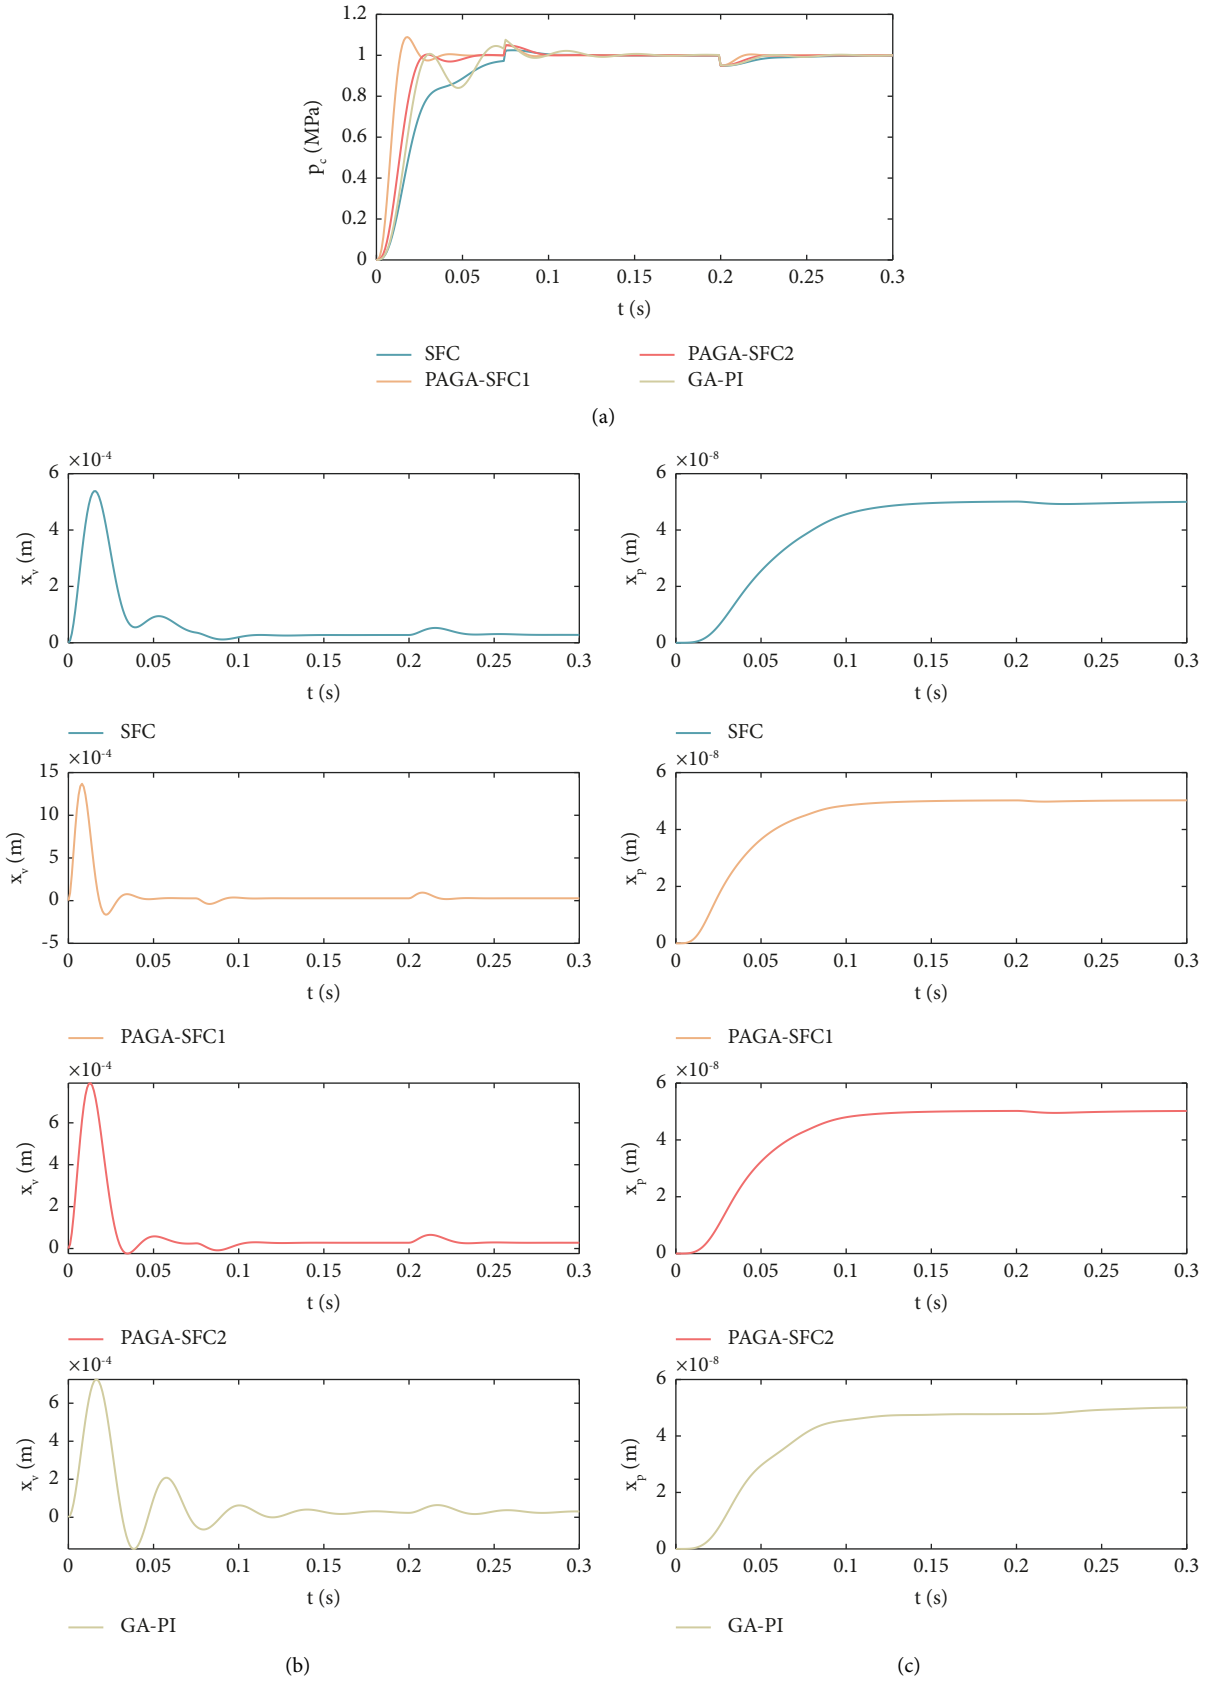 1.2
1
0.8
0.6
0.4
0.2
0
p_c (MPa)
0 0.05 0.1 0.15 0.2 0.25 0.3
t (s)
SFC PAGA-SFC2
PAGA-SFC1 GA-PI
(a)
×10^-4
6
4
2
0
x_v (m)
0 0.05 0.1 0.15 0.2 0.25 0.3
t (s)
SFC
×10^-4
15
10
5
0
-5
x_v (m)
0 0.05 0.1 0.15 0.2 0.25 0.3
t (s)
PAGA-SFC1
×10^-4
6
4
2
0
x_v (m)
0 0.05 0.1 0.15 0.2 0.25 0.3
t (s)
PAGA-SFC2
×10^-4
6
4
2
0
x_v (m)
0 0.05 0.1 0.15 0.2 0.25 0.3
t (s)
GA-PI
(b)
×10^-8
6
4
2
0
x_p (m)
0 0.05 0.1 0.15 0.2 0.25 0.3
t (s)
SFC
×10^-8
6
4
2
0
x_p (m)
0 0.05 0.1 0.15 0.2 0.25 0.3
t (s)
PAGA-SFC1
×10^-8
6
4
2
0
x_p (m)
0 0.05 0.1 0.15 0.2 0.25 0.3
t (s)
PAGA-SFC2
×10^-8
6
4
2
0
x_p (m)
0 0.05 0.1 0.15 0.2 0.25 0.3
t (s)
GA-PI
(c)